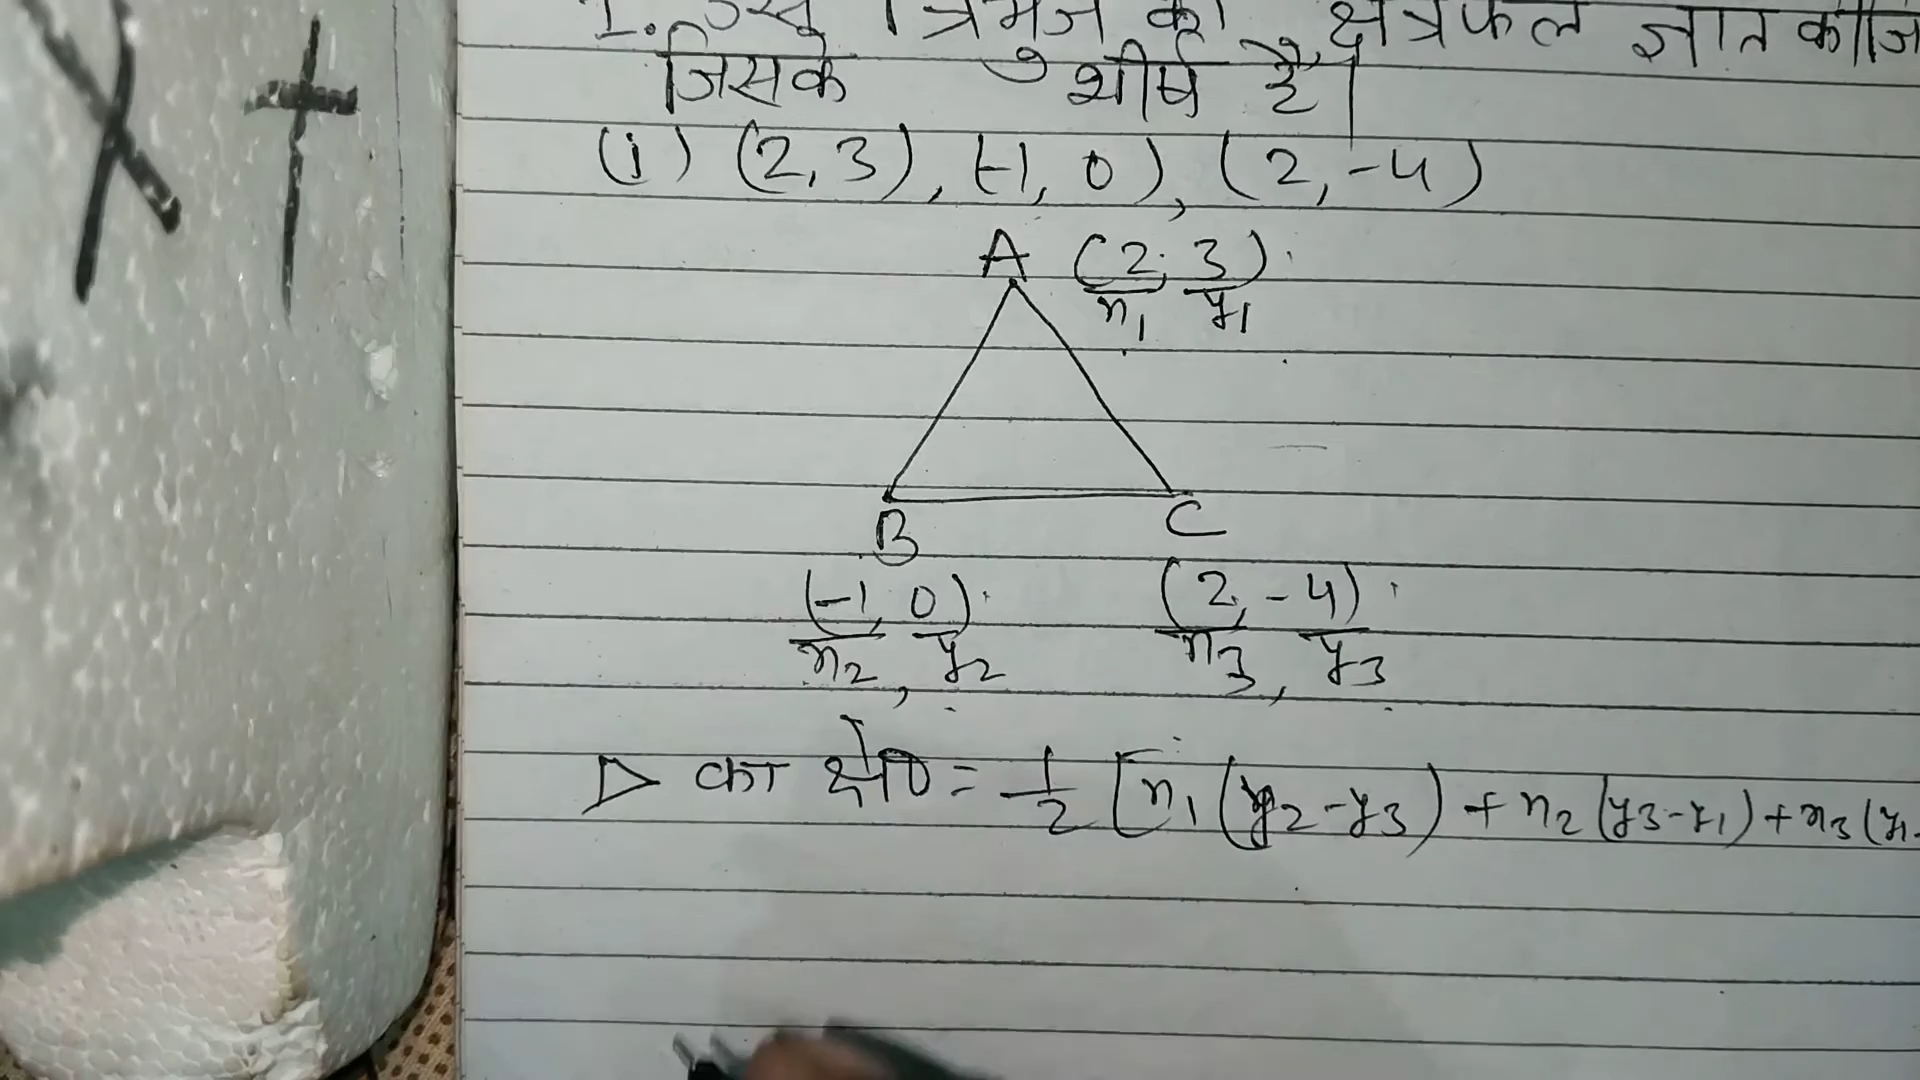 1. उस त्रिभुज का क्षेत्रफल ज्ञात कीजि
जिसके शीर्ष है।
(i) (2, 3), (-1, 0), (2, -4)
A (2, 3)
x1 y1
B C
(-1, 0) (2, -4)
x2, y2 x3, y3
△ का क्षे0 = 1/2 [x1 (y2-y3) + x2 (y3-y1) + x3 (y1-